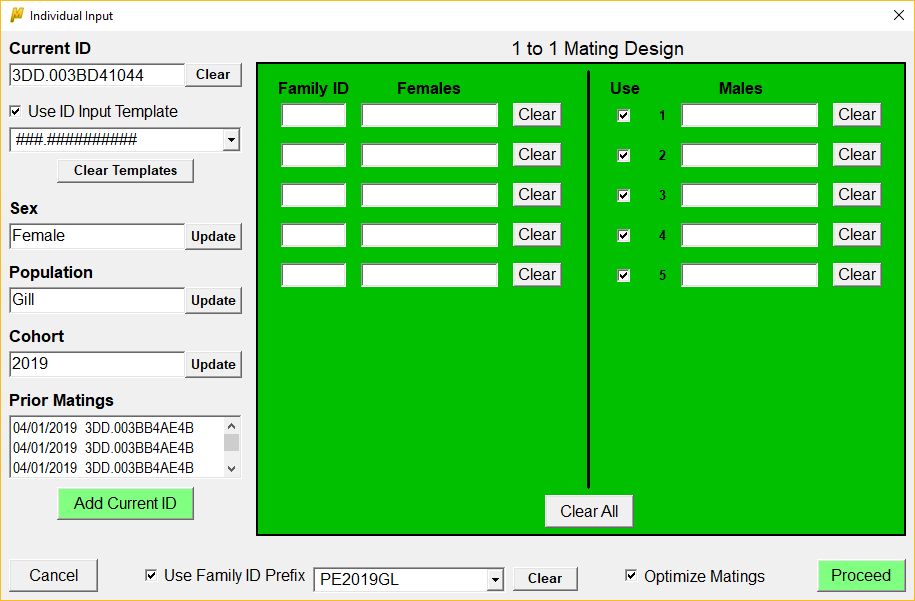 Individual Input
Current ID
3DD.003BD41044 Clear
Use ID Input Template
###.##########
Clear Templates
Sex
Female Update
Population
Gill Update
Cohort
2019 Update
Prior Matings
04/01/2019 3DD.003BB4AE4B
04/01/2019 3DD.003BB4AE4B
04/01/2019 3DD.003BB4AE4B
Add Current ID
1 to 1 Mating Design
Family ID Females Use Males
Clear 1 Clear
Clear 2 Clear
Clear 3 Clear
Clear 4 Clear
Clear 5 Clear
Clear All
Cancel Use Family ID Prefix PE2019GL Clear Optimize Matings Proceed